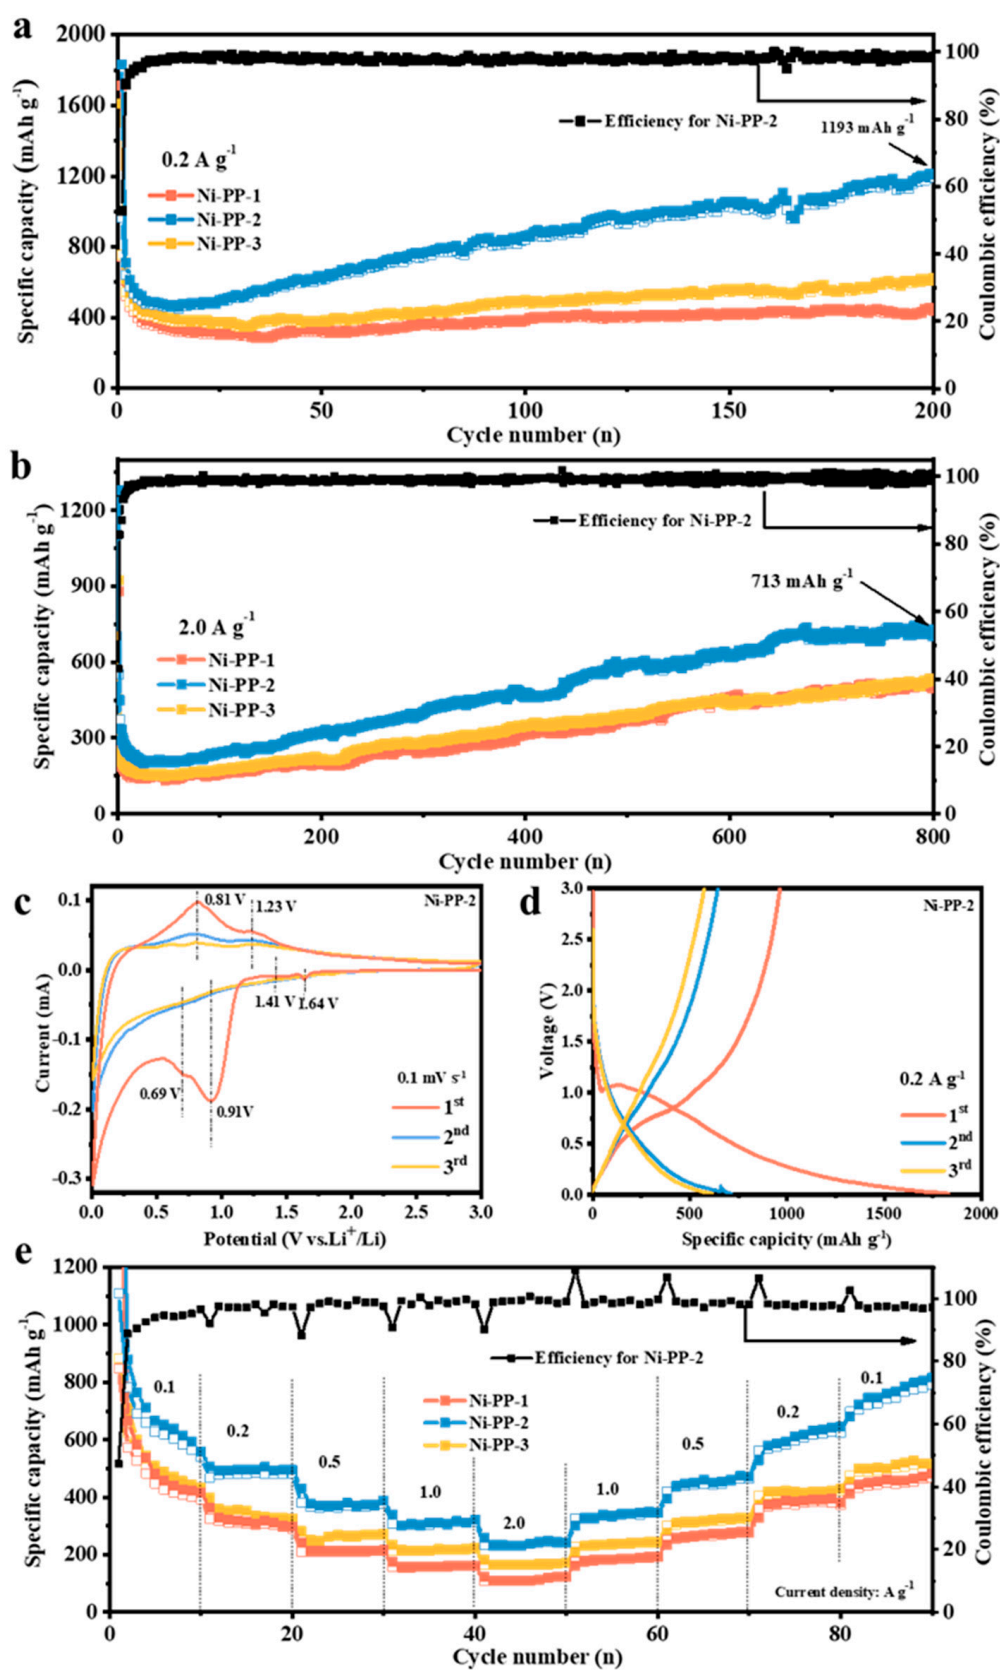 a
2000
1600
1200
800
400
0
Specific capacity (mAh g⁻¹)
0.2 A g⁻¹
Ni-PP-1
Ni-PP-2
Ni-PP-3
Efficiency for Ni-PP-2
1193 mAh g⁻¹
100
80
60
40
20
0
Coulombic efficiency (%)
0 50 100 150 200
Cycle number (n)
b
1200
900
600
300
0
Specific capacity (mAh g⁻¹)
2.0 A g⁻¹
Ni-PP-1
Ni-PP-2
Ni-PP-3
Efficiency for Ni-PP-2
713 mAh g⁻¹
100
80
60
40
20
0
Coulombic efficiency (%)
0 200 400 600 800
Cycle number (n)
c
0.1
0.0
-0.1
-0.2
-0.3
Current (mA)
0.81 V
1.23 V
Ni-PP-2
1.41 V
1.64 V
0.69 V
0.91V
0.1 mV s⁻¹
1st
2nd
3rd
0.0 0.5 1.0 1.5 2.0 2.5 3.0
Potential (V vs.Li⁺/Li)
d
3.0
2.5
2.0
1.5
1.0
0.5
0.0
Voltage (V)
Ni-PP-2
0.2 A g⁻¹
1st
2nd
3rd
0 500 1000 1500 2000
Specific capicity (mAh g⁻¹)
e
1200
1000
800
600
400
200
0
Specific capacity (mAh g⁻¹)
Efficiency for Ni-PP-2
Ni-PP-1
Ni-PP-2
Ni-PP-3
0.1
0.2
0.5
1.0
2.0
1.0
0.5
0.2
0.1
Current density: A g⁻¹
100
80
60
40
20
0
Coulombic efficiency (%)
0 20 40 60 80
Cycle number (n)